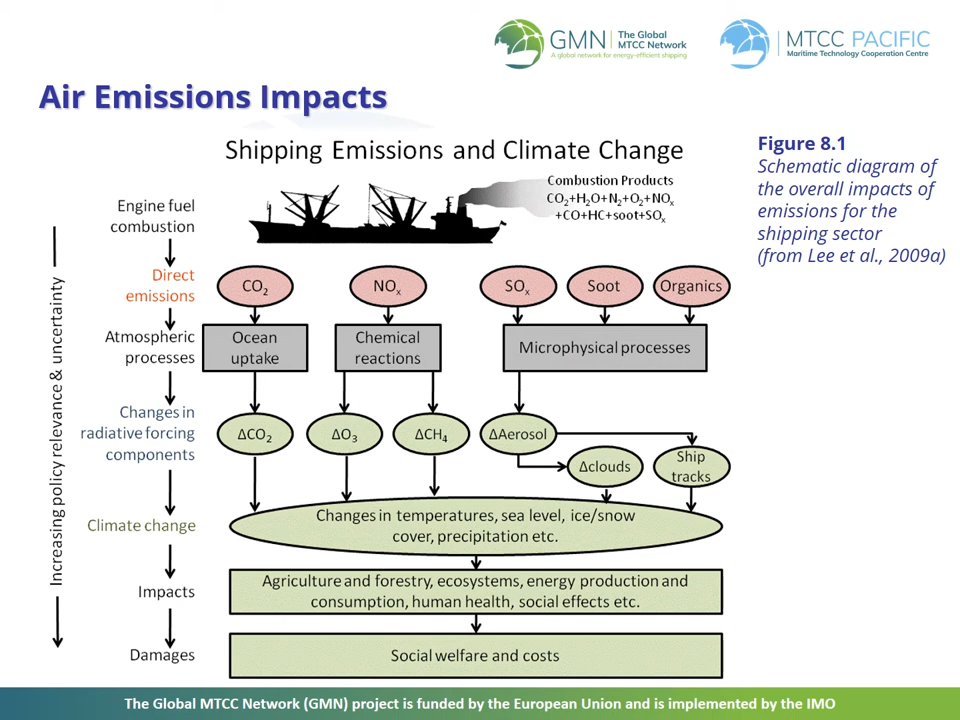 GMN
The Global
MTCC Network
A global network for energy-efficient shipping
MTCC PACIFIC
Maritime Technology Cooperation Centre
Air Emissions Impacts
Shipping Emissions and Climate Change
Figure 8.1
Schematic diagram of
the overall impacts of
emissions for the
shipping sector
(from Lee et al., 2009a)
Combustion Products
CO₂+H₂O+N₂+O₂+NOₓ
+CO+HC+soot+SOₓ
Increasing policy relevance & uncertainty
Engine fuel
combustion
Direct
emissions
CO₂
NOₓ
SOₓ
Soot
Organics
Atmospheric
processes
Ocean
uptake
Chemical
reactions
Microphysical processes
Changes in
radiative forcing
components
ΔCO₂
ΔO₃
ΔCH₄
ΔAerosol
Δclouds
Ship
tracks
Climate change
Changes in temperatures, sea level, ice/snow
cover, precipitation etc.
Impacts
Agriculture and forestry, ecosystems, energy production and
consumption, human health, social effects etc.
Damages
Social welfare and costs
The Global MTCC Network (GMN) project is funded by the European Union and is implemented by the IMO